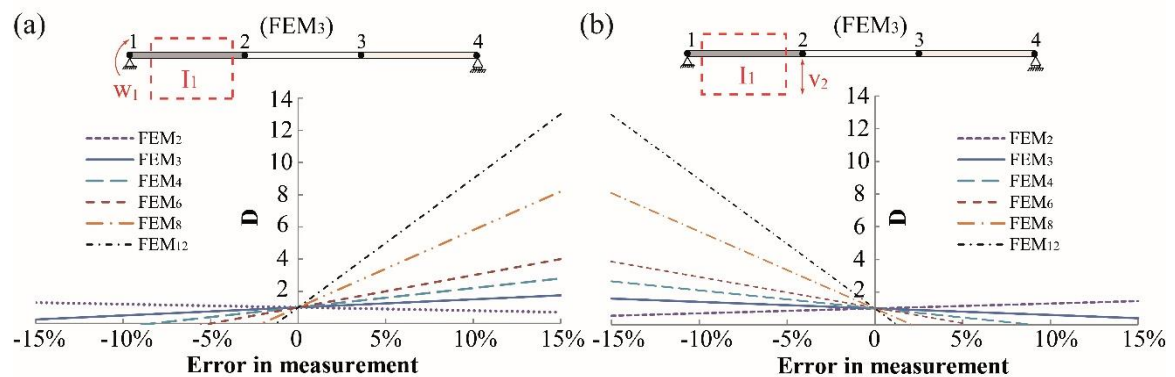 (a)
(FEM3)
1 2 3 4
I1
w1
FEM2
FEM3
FEM4
FEM6
FEM8
FEM12
D
14
12
10
8
6
4
2
-15% -10% -5% 0 5% 10% 15%
Error in measurement
(b)
(FEM3)
1 2 3 4
I1
v2
14
12
10
8
6
4
2
D
FEM2
FEM3
FEM4
FEM6
FEM8
FEM12
-15% -10% -5% 0 5% 10% 15%
Error in measurement